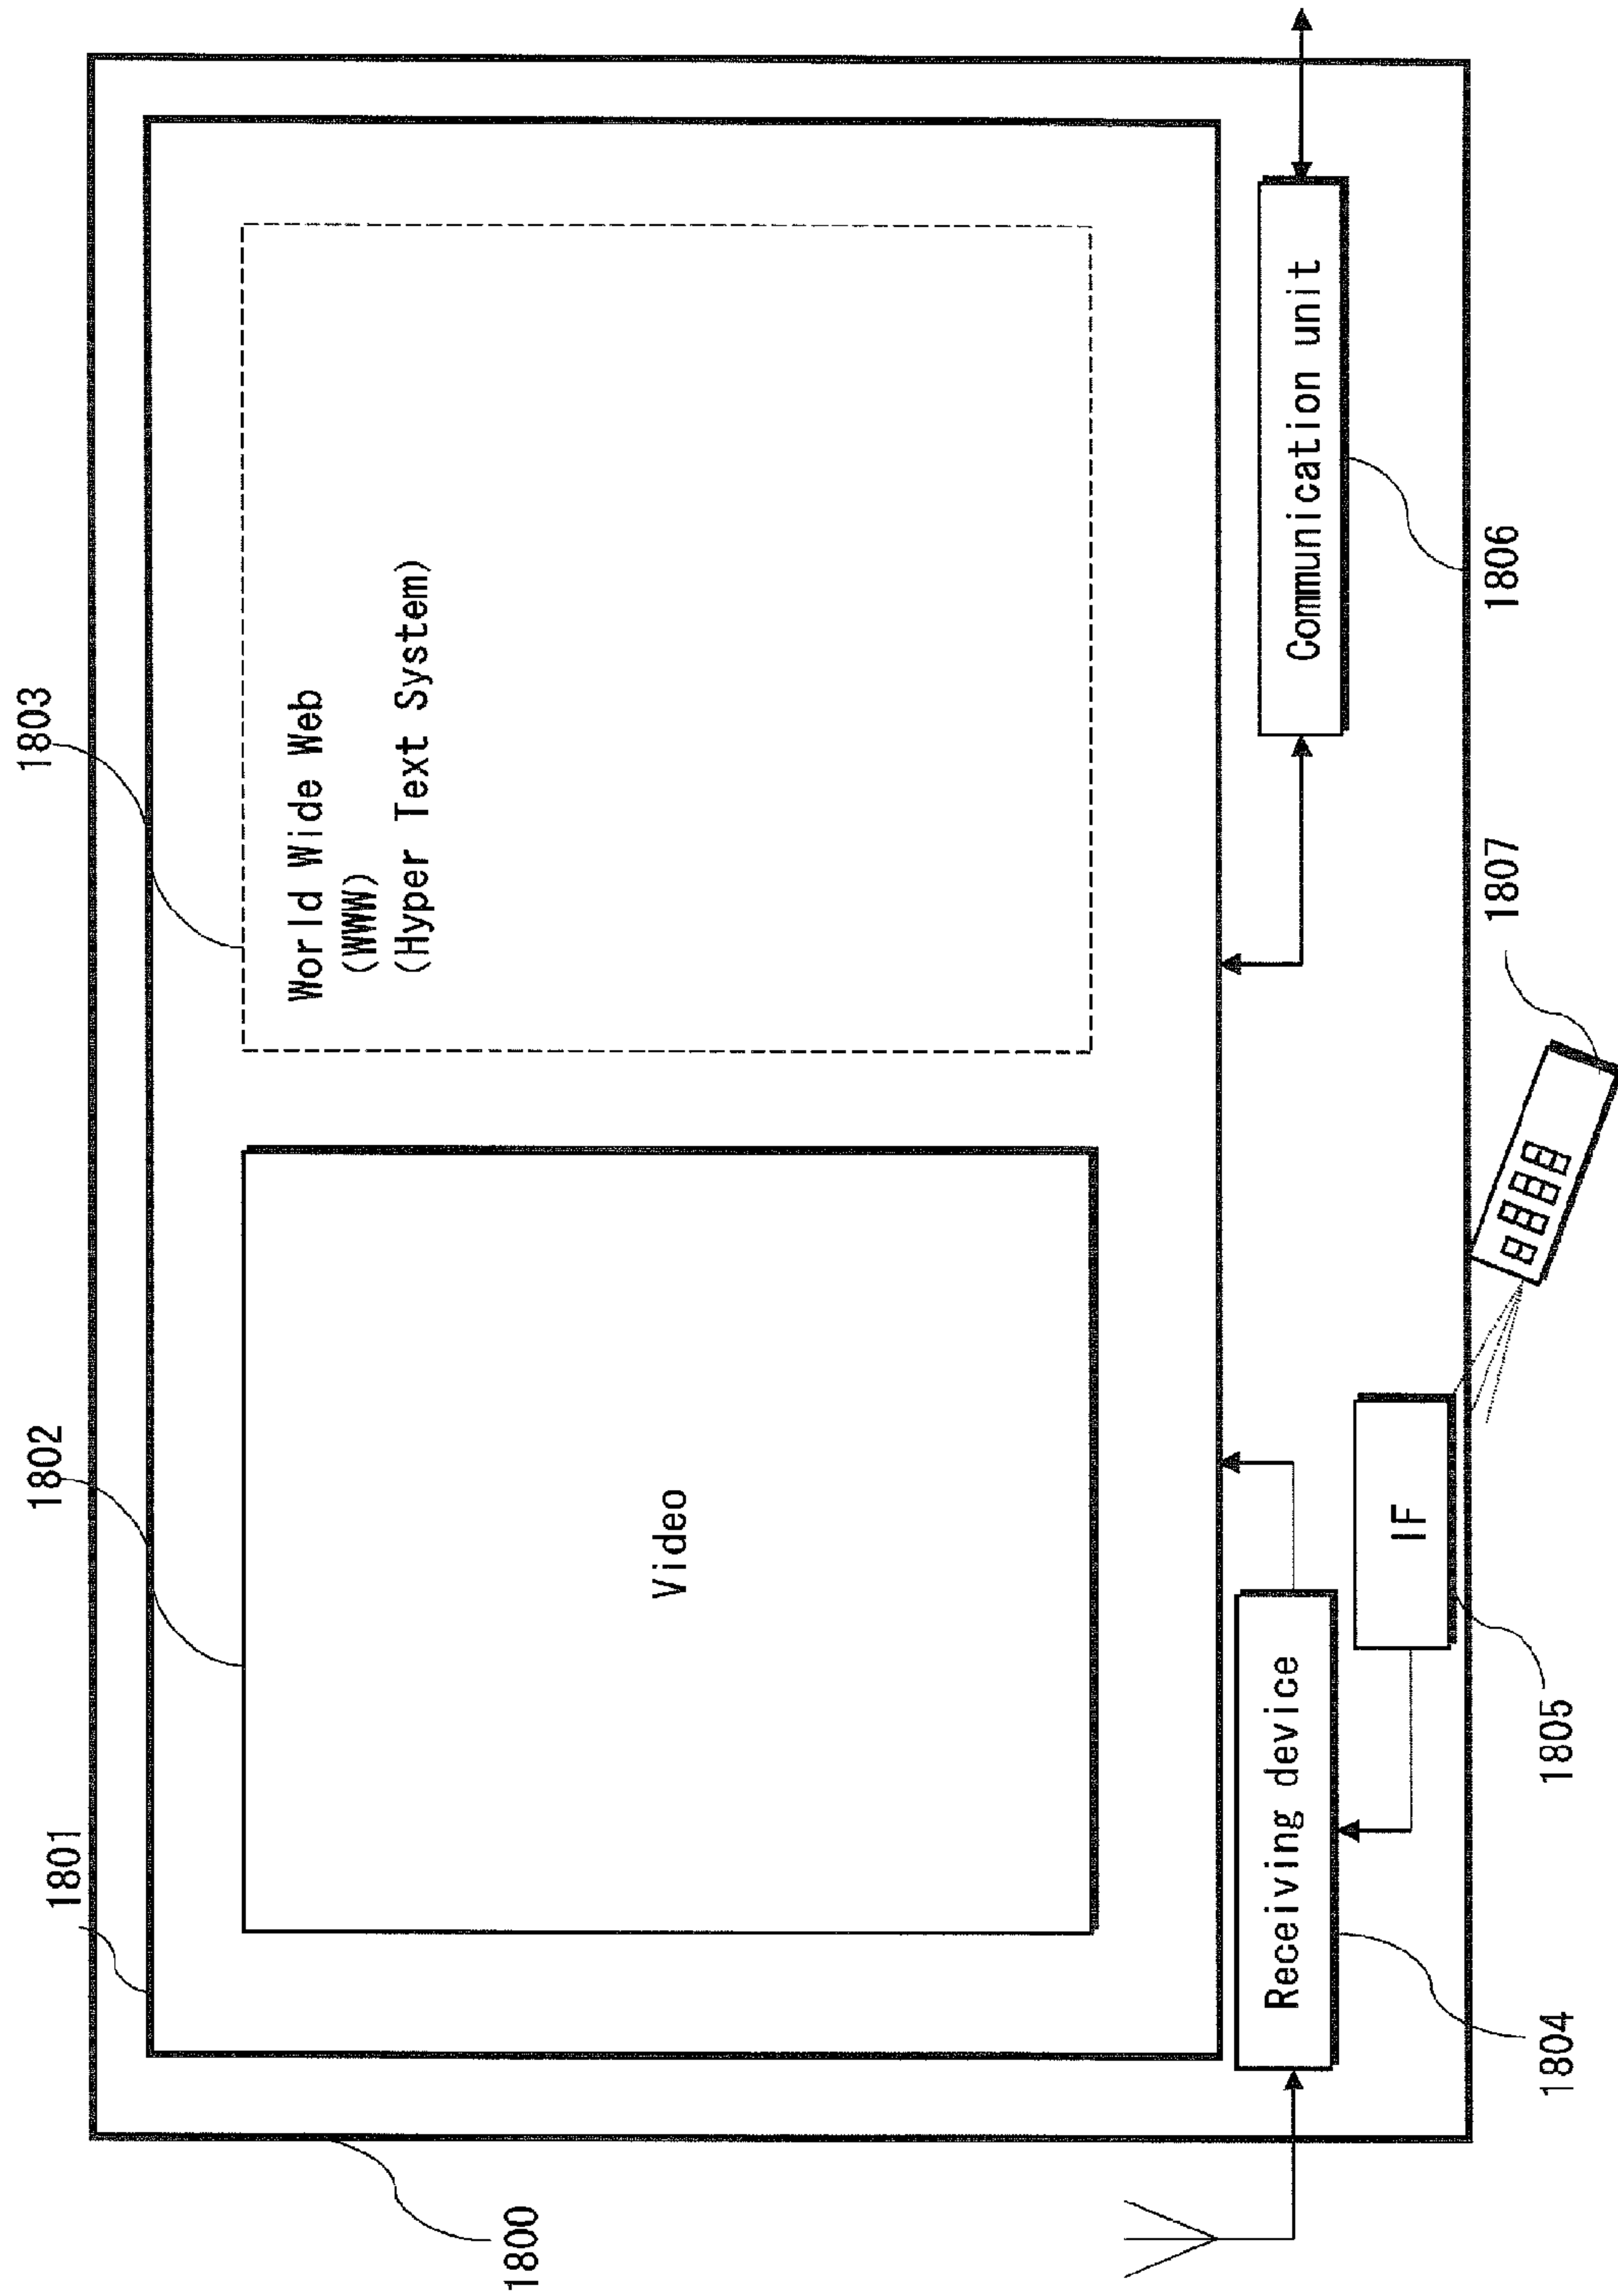 1801
1802
1803
Video
World Wide Web
(WWW)
(Hyper Text System)
Receiving device
Communication unit
IF
1800
1804
1805
1807
1806